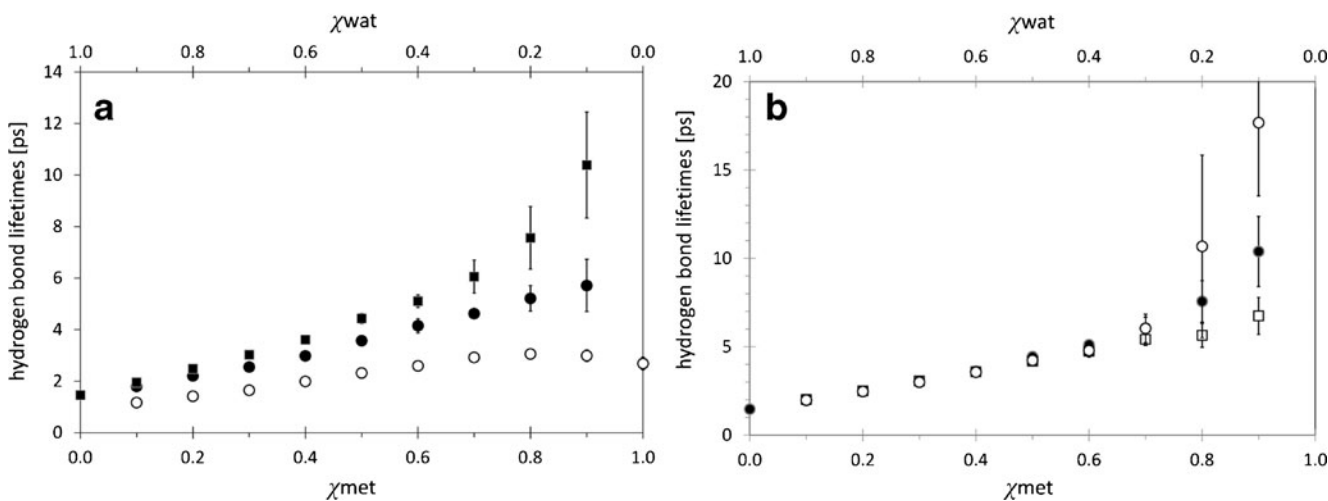 χwat
1.0 0.8 0.6 0.4 0.2 0.0
14
12
10
8
6
4
2
0
a
hydrogen bond lifetimes [ps]
0.0 0.2 0.4 0.6 0.8 1.0
χmet
χwat
1.0 0.8 0.6 0.4 0.2 0.0
20
15
10
5
0
b
hydrogen bond lifetimes [ps]
0.0 0.2 0.4 0.6 0.8 1.0
χmet